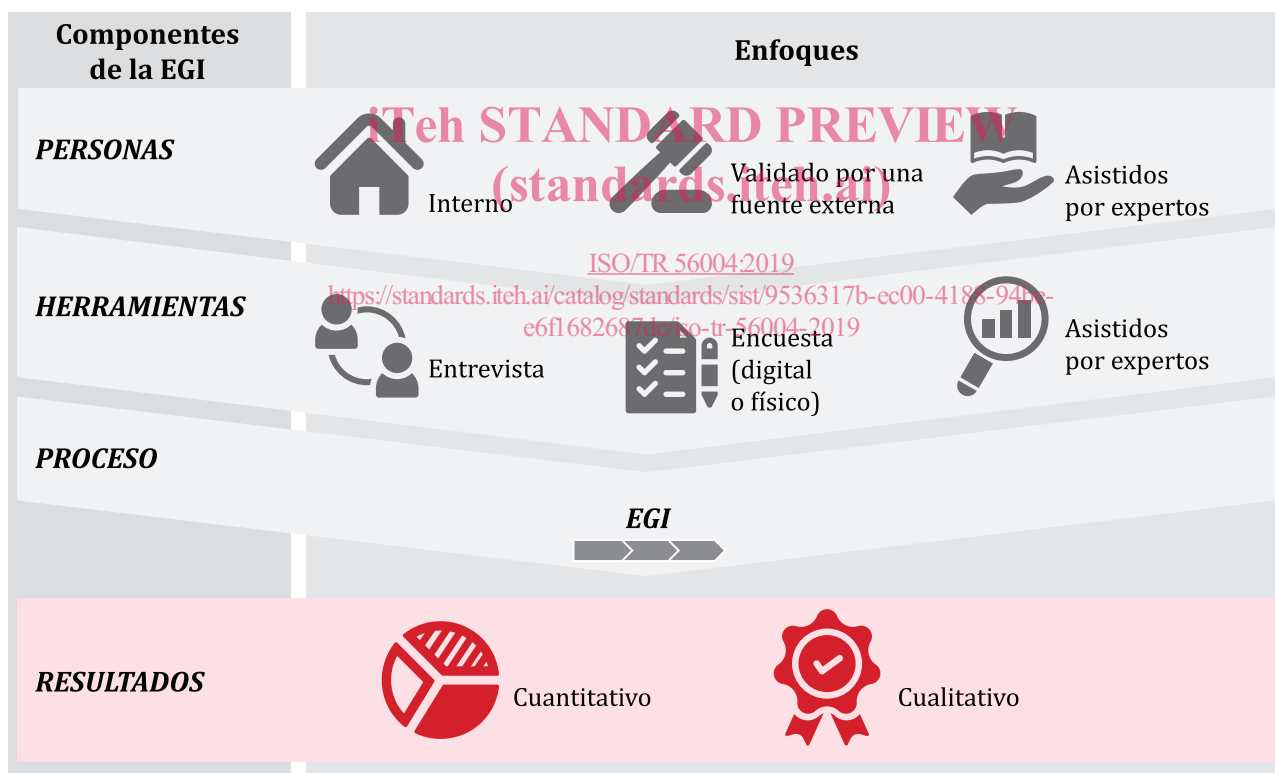 Componentes
de la EGI
Enfoques
iTeh STANDARD PREVIEW
(standards.iteh.ai)
PERSONAS
Interno
Validado por una
fuente externa
Asistidos
por expertos
ISO/TR 56004:2019
https://standards.iteh.ai/catalog/standards/sist/9536317b-ec00-4188-94be-
e6f1682687dc/iso-tr-56004-2019
HERRAMIENTAS
Entrevista
Encuesta
(digital
o físico)
Asistidos
por expertos
PROCESO
EGI
RESULTADOS
Cuantitativo
Cualitativo